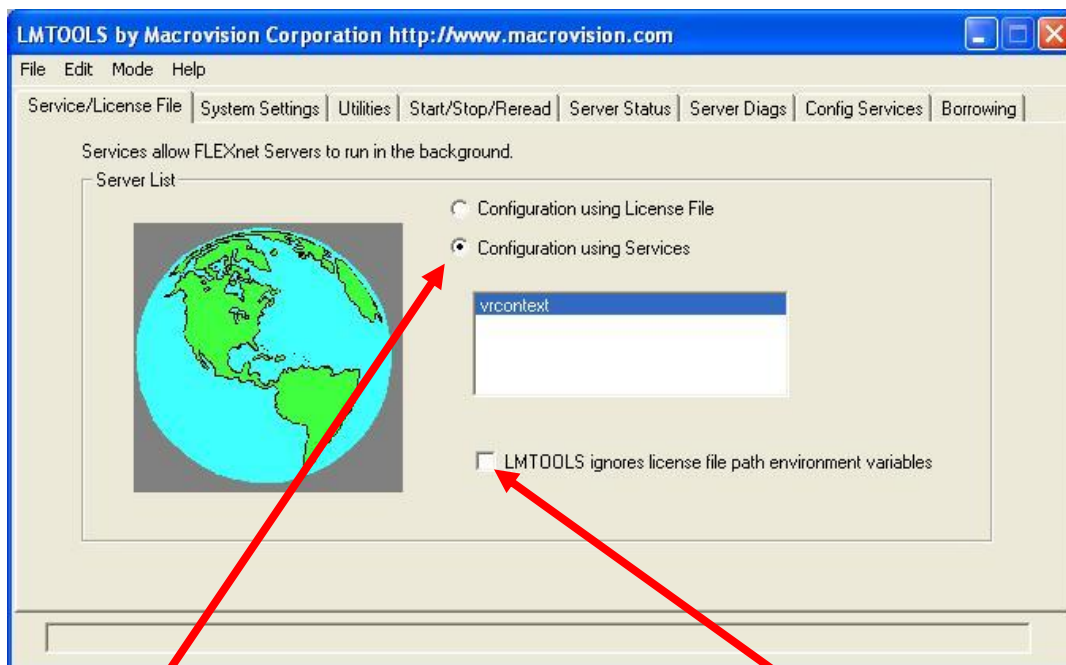 LMTOOLS by Macrovision Corporation http://www.macrovision.com
File Edit Mode Help
Service/License File System Settings Utilities Start/Stop/Reread Server Status Server Diags Config Services Borrowing
Services allow FLEXnet Servers to run in the background.
Server List
Configuration using License File
Configuration using Services
vrcontext
LMTOOLS ignores license file path environment variables